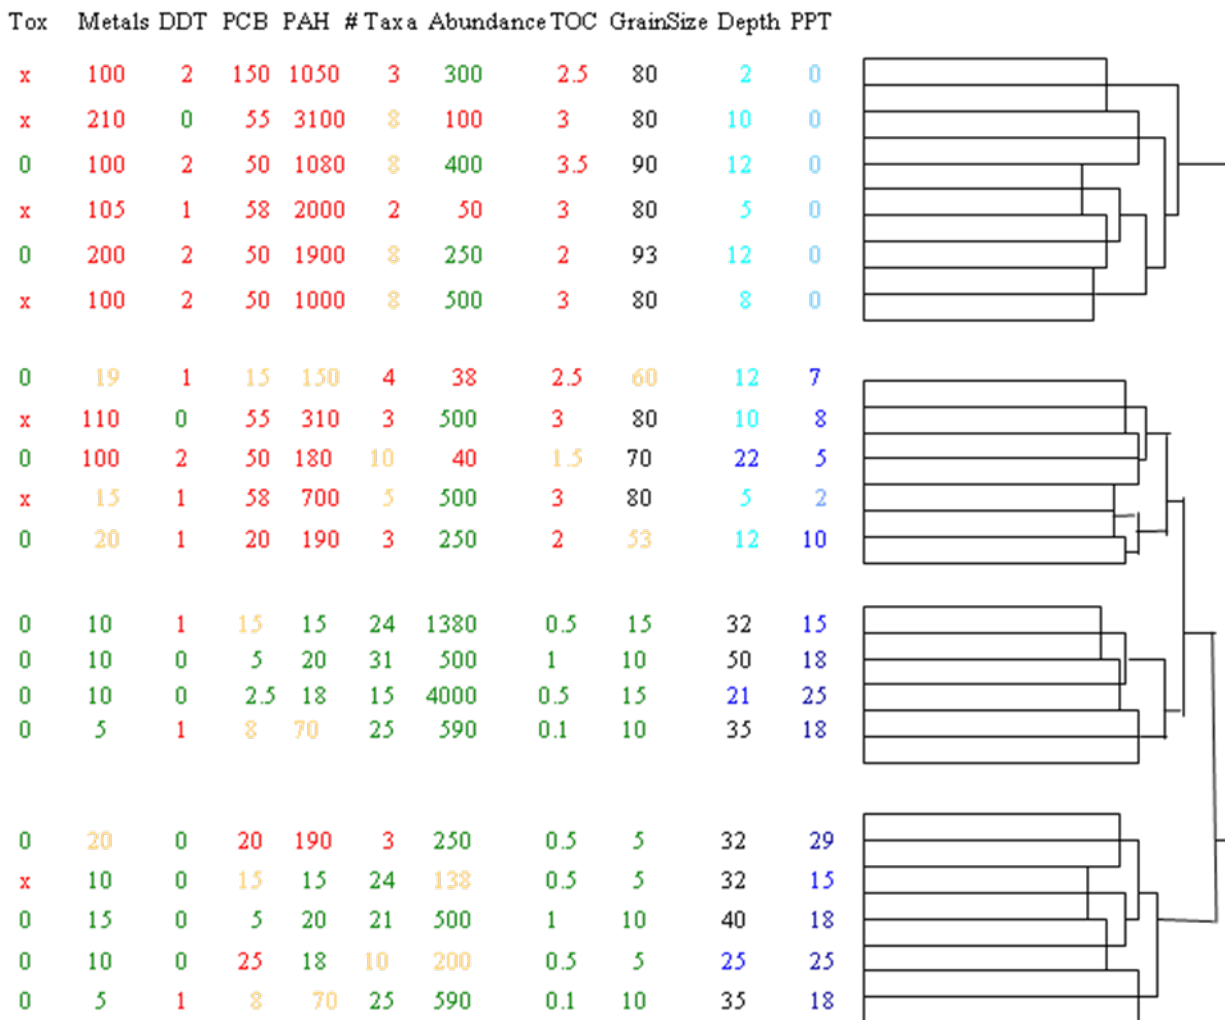 Tox Metals DDT PCB PAH # Taxa Abundance TOC GrainSize Depth PPT
x 100 2 150 1050 3 300 2.5 80 2 0
x 210 0 55 3100 8 100 3 80 10 0
0 100 2 50 1080 8 400 3.5 90 12 0
x 105 1 58 2000 2 50 3 80 5 0
0 200 2 50 1900 8 250 2 93 12 0
x 100 2 50 1000 8 500 3 80 8 0
0 19 1 15 150 4 38 2.5 60 12 7
x 110 0 55 310 3 500 3 80 10 8
0 100 2 50 180 10 40 1.5 70 22 5
x 15 1 58 700 5 500 3 80 5 2
0 20 1 20 190 3 250 2 53 12 10
0 10 1 15 15 24 1380 0.5 15 32 15
0 10 0 5 20 31 500 1 10 50 18
0 10 0 2.5 18 15 4000 0.5 15 21 25
0 5 1 8 70 25 590 0.1 10 35 18
0 20 0 20 190 3 250 0.5 5 32 29
x 10 0 15 15 24 138 0.5 5 32 15
0 15 0 5 20 21 500 1 10 40 18
0 10 0 25 18 10 200 0.5 5 25 25
0 5 1 8 70 25 590 0.1 10 35 18